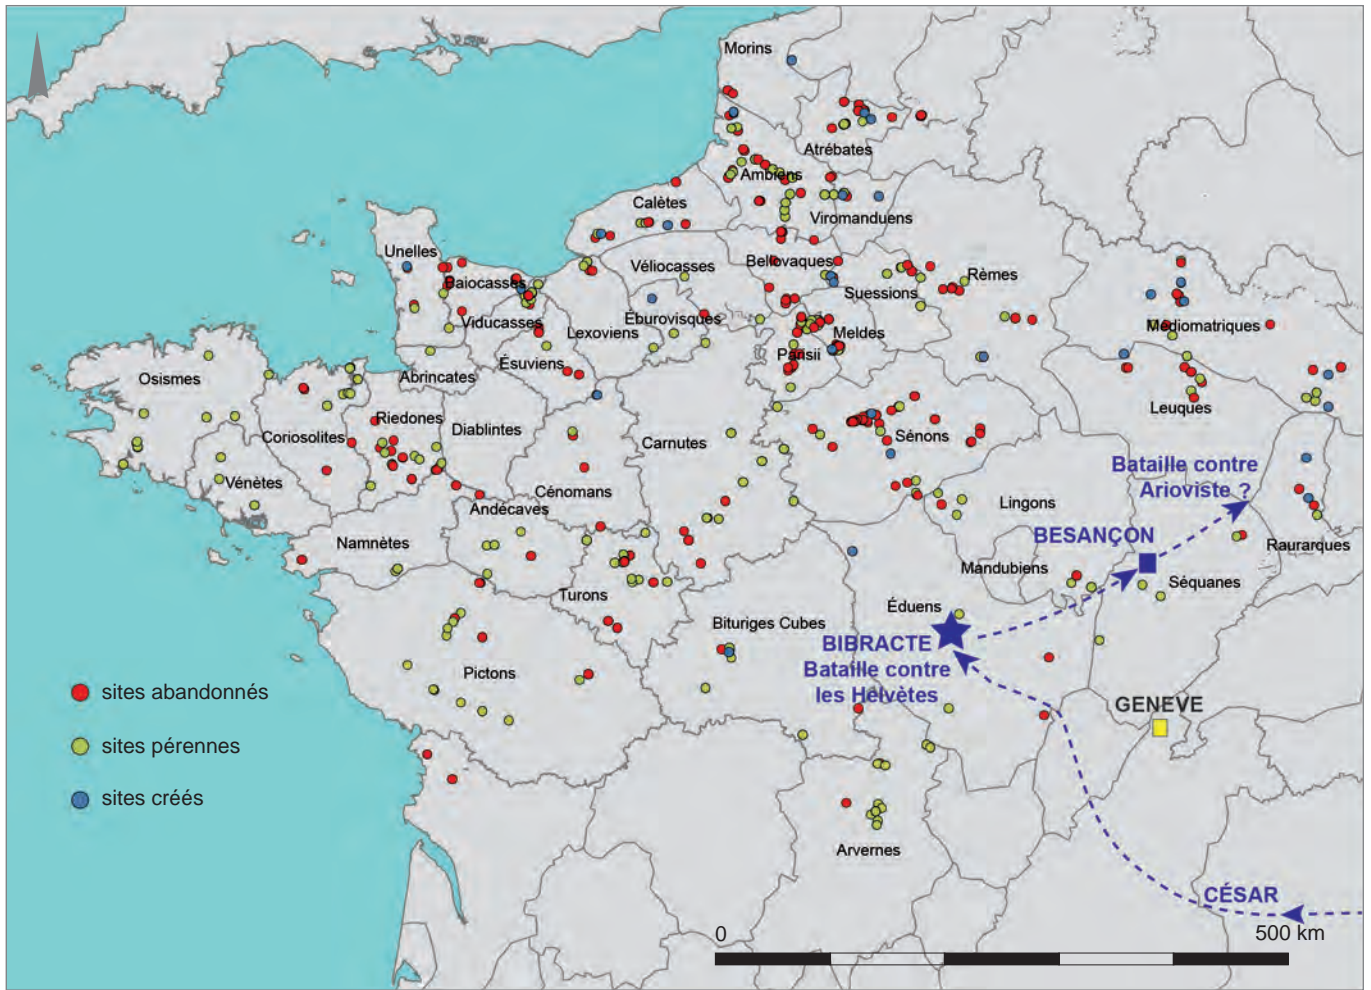 Morins
Atrébates
Ambiens
Calètes
Viromanduens
Unelles
Bellovaques
Véliocasses
Rèmes
Baiocasses
Suessions
Viducasses
Lexoviens
Éburovisques
Médiomatriques
Meldes
Parisii
Ésuviens
Osismes
Abrincates
Leuques
Riedones
Diablintes
Coriosolites
Carnutes
Sénons
Vénètes
Cénomans
Bataille contre
Arioviste ?
Andécaves
Lingons
Namnètes
BESANÇON
Raurarques
Mandubiens
Séquanes
Turons
Éduens
Bituriges Cubes
BIBRACTE
Bataille contre
les Helvètes
Pictons
GENEVE
sites abandonnés
sites pérennes
sites créés
Arvernes
CÉSAR
0
500 km